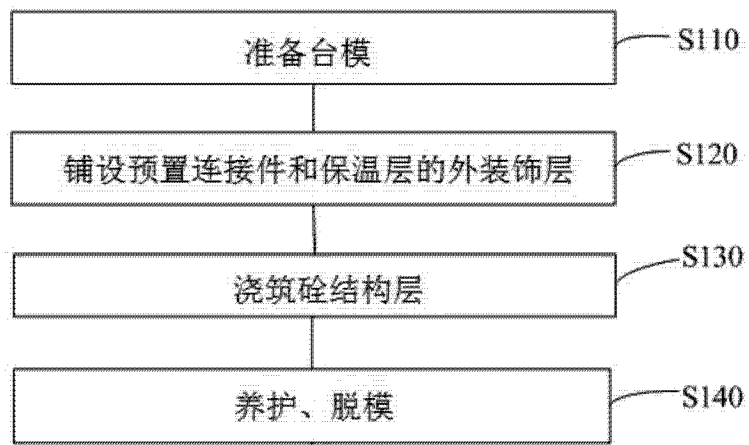 准备台模
S110
铺设预置连接件和保温层的外装饰层
S120
浇筑砼结构层
S130
养护、脱模
S140